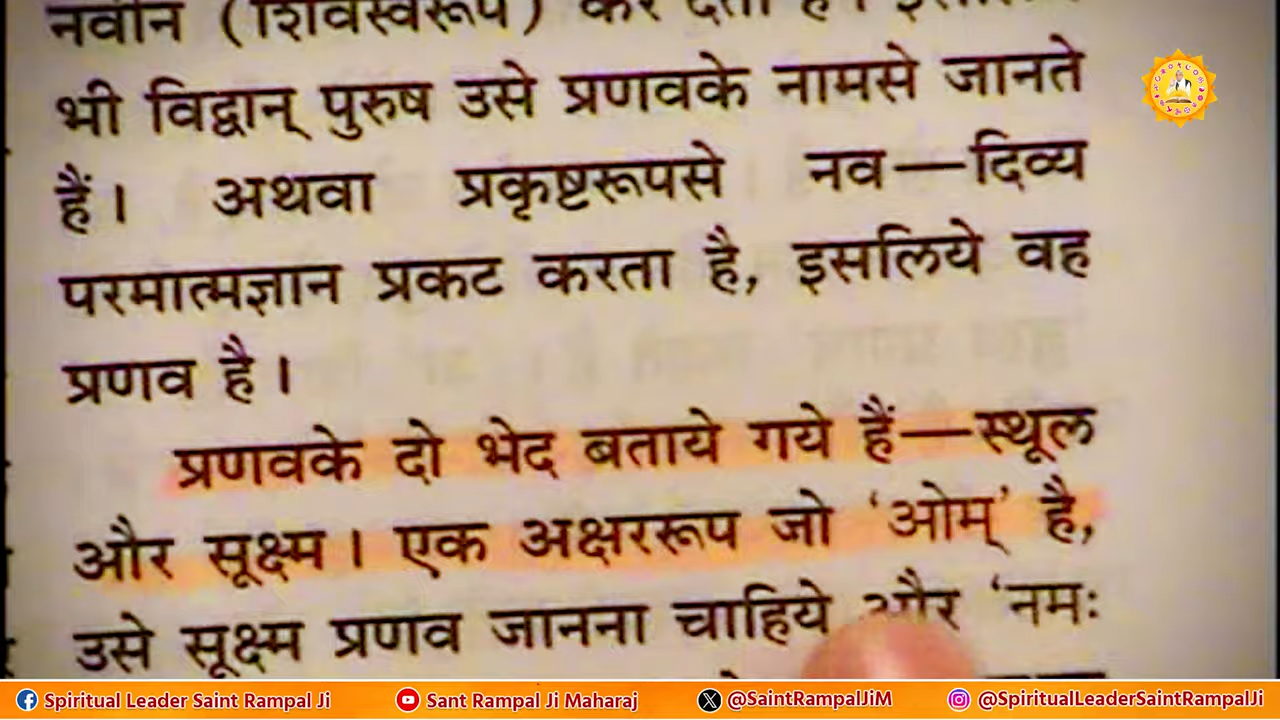 नवीन (शिवस्वरूप) कर देता है।
भी विद्वान् पुरुष उसे प्रणवके नामसे जानते
हैं। अथवा प्रकृष्टरूपसे नव—दिव्य
परमात्मज्ञान प्रकट करता है, इसलिये वह
प्रणव है।
प्रणवके दो भेद बताये गये हैं—स्थूल
और सूक्ष्म। एक अक्षररूप जो ‘ओम्’ है,
उसे सूक्ष्म प्रणव जानना चाहिये और ‘नमः
Spiritual Leader Saint Rampal Ji
Sant Rampal Ji Maharaj
@SaintRampalJiM
@SpiritualLeaderSaintRampalJi